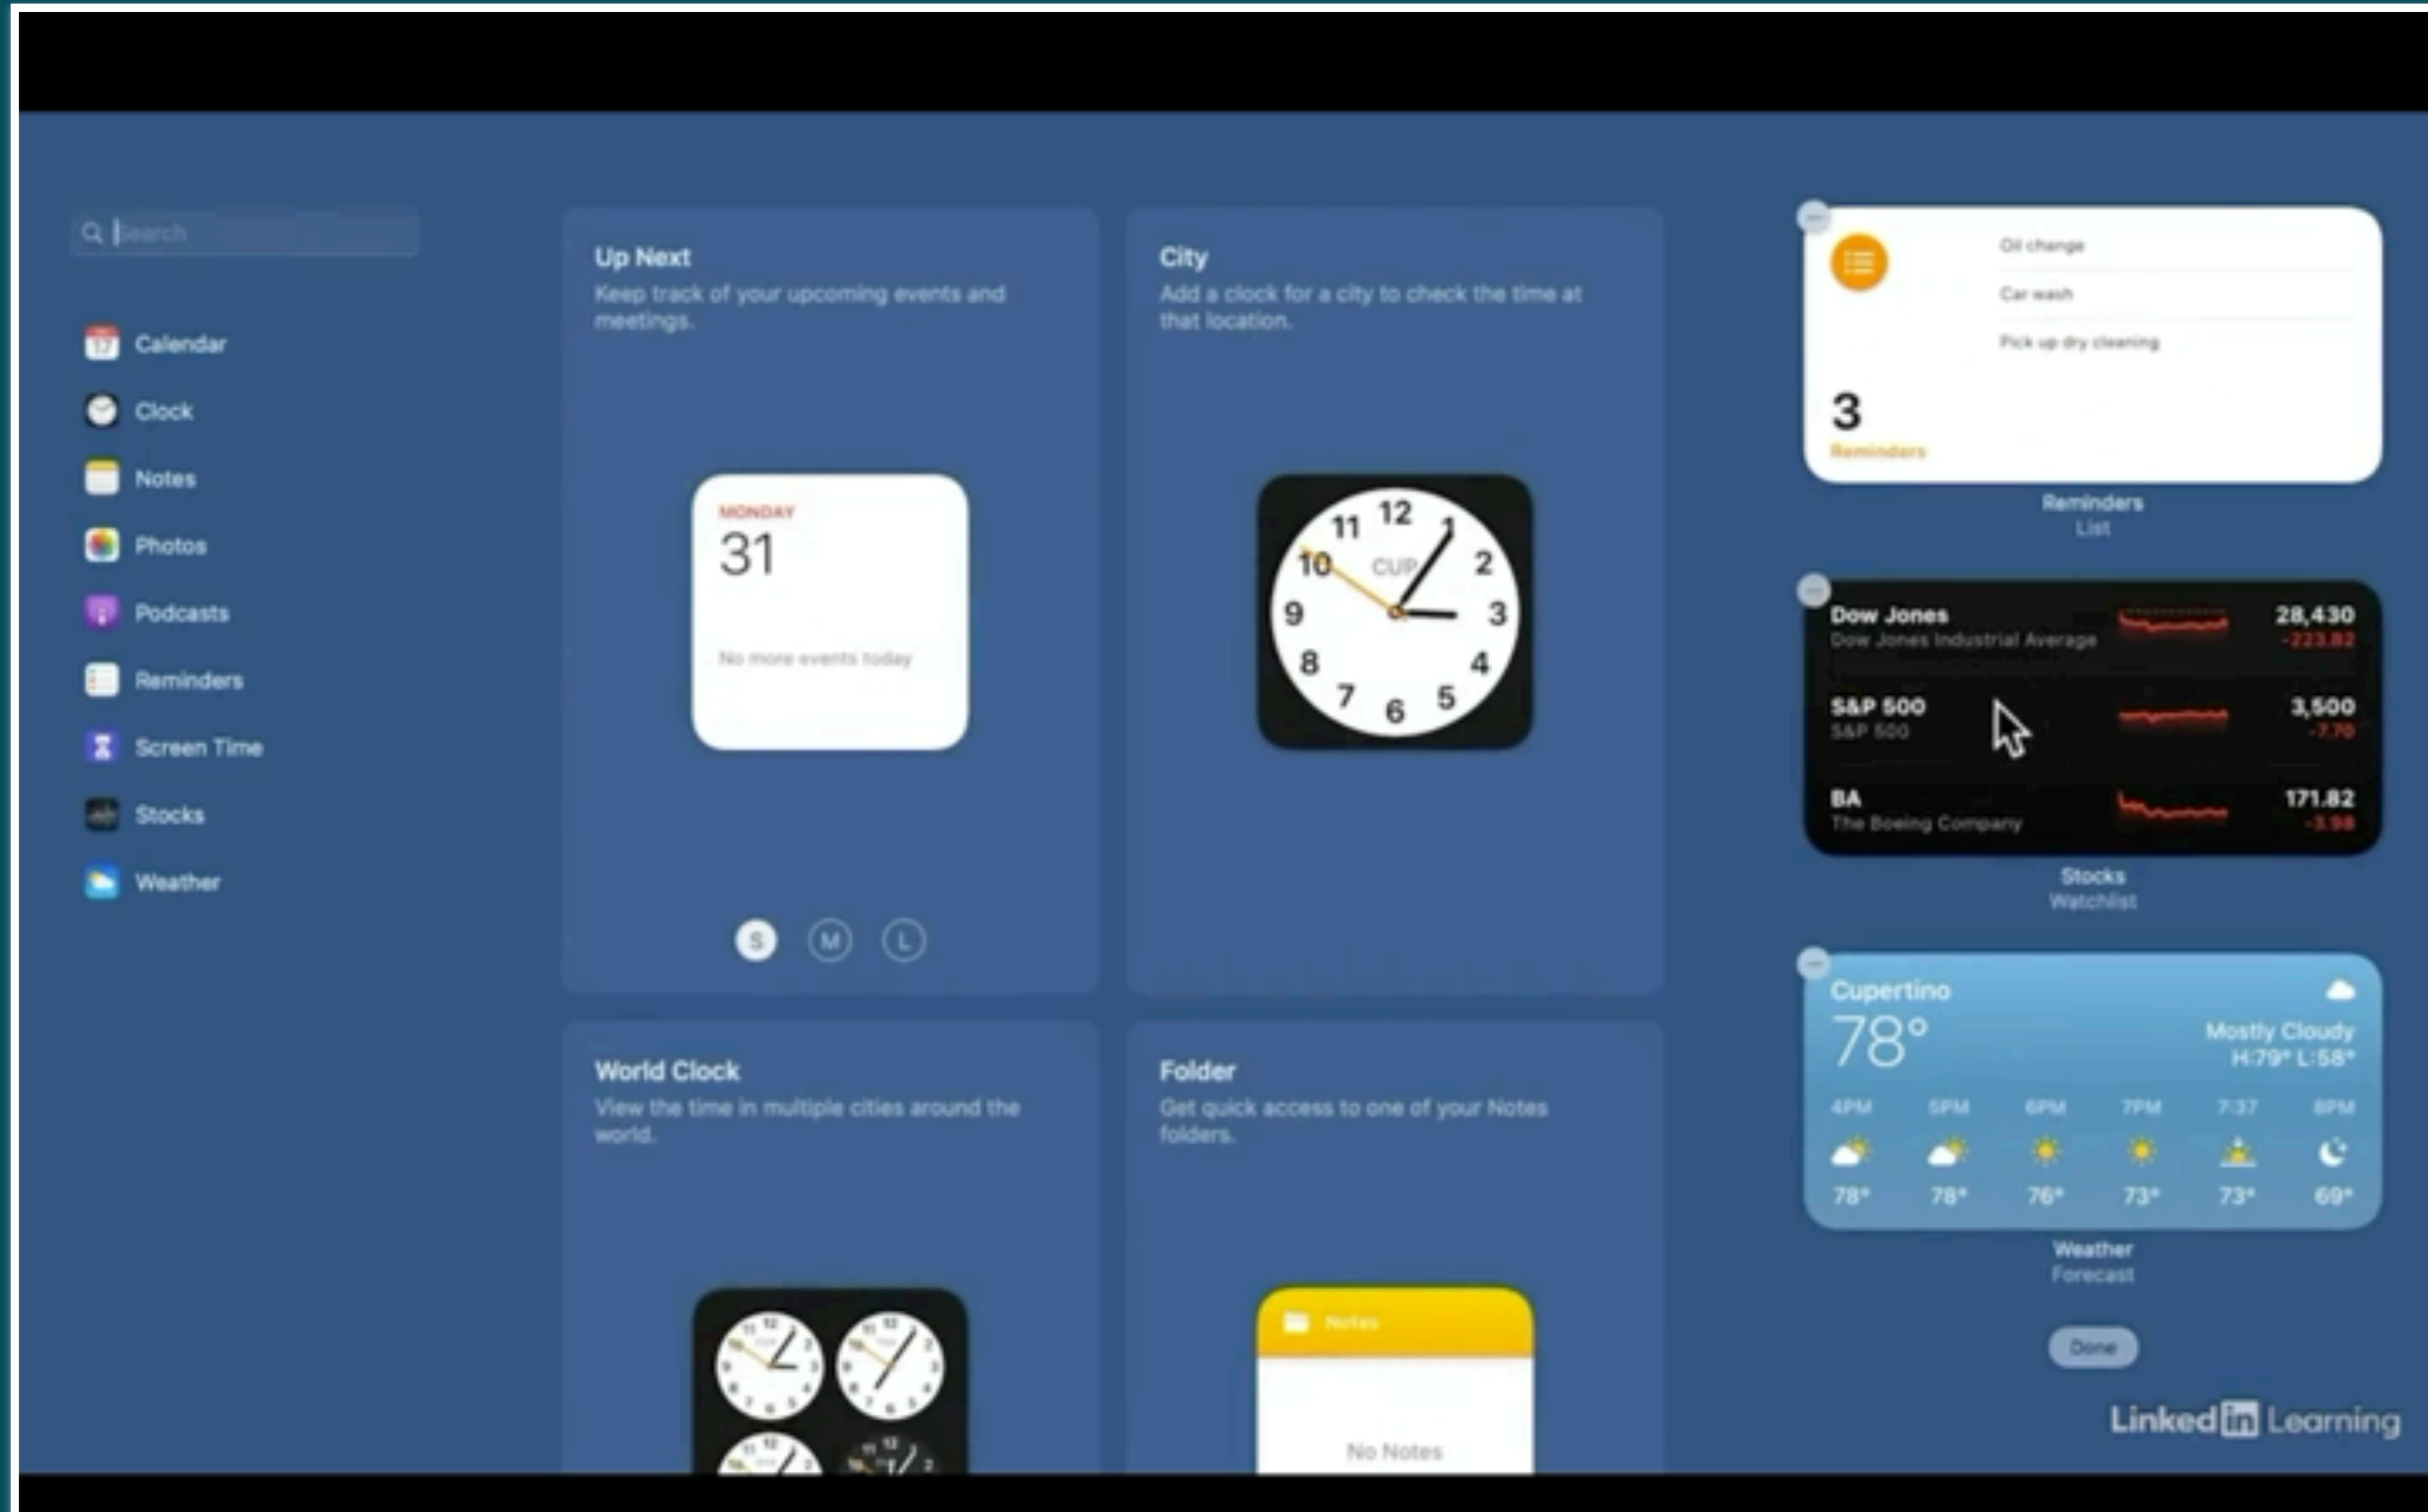 Search
Calendar
Clock
Notes
Photos
Podcasts
Reminders
Screen Time
Stocks
Weather
Up Next
Keep track of your upcoming events and
meetings.
MONDAY
31
No more events today
S M L
City
Add a clock for a city to check the time at
that location.
12
11 1
10 CUP 2
9 3
8 4
7 5
6
World Clock
View the time in multiple cities around the
world.
Folder
Get quick access to one of your Notes
folders.
Notes
No Notes
Oil change
Car wash
Pick up dry cleaning
3
Reminders
Reminders
List
Dow Jones 28,430
Dow Jones Industrial Average -223.82
S&P 500 3,500
S&P 500 -7.70
BA 171.82
The Boeing Company -3.98
Stocks
Watchlist
Cupertino
78° Mostly Cloudy
H:79° L:58°
4PM 5PM 6PM 7PM 7:37 8PM
78° 78° 76° 73° 73° 69°
Weather
Forecast
Done
Linked in Learning